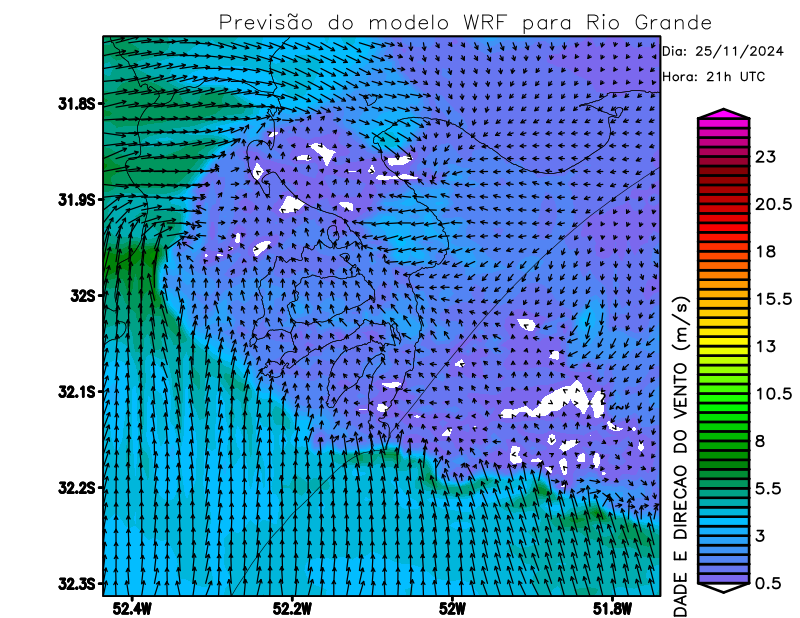 Previsão do modelo WRF para Rio Grande
Dia: 25/11/2024
Hora: 21h UTC
31.8S
31.9S
32S
32.1S
32.2S
32.3S
52.4W
52.2W
52W
51.8W
23
20.5
18
15.5
13
10.5
8
5.5
3
0.5
DADE E DIRECAO DO VENTO (m/s)